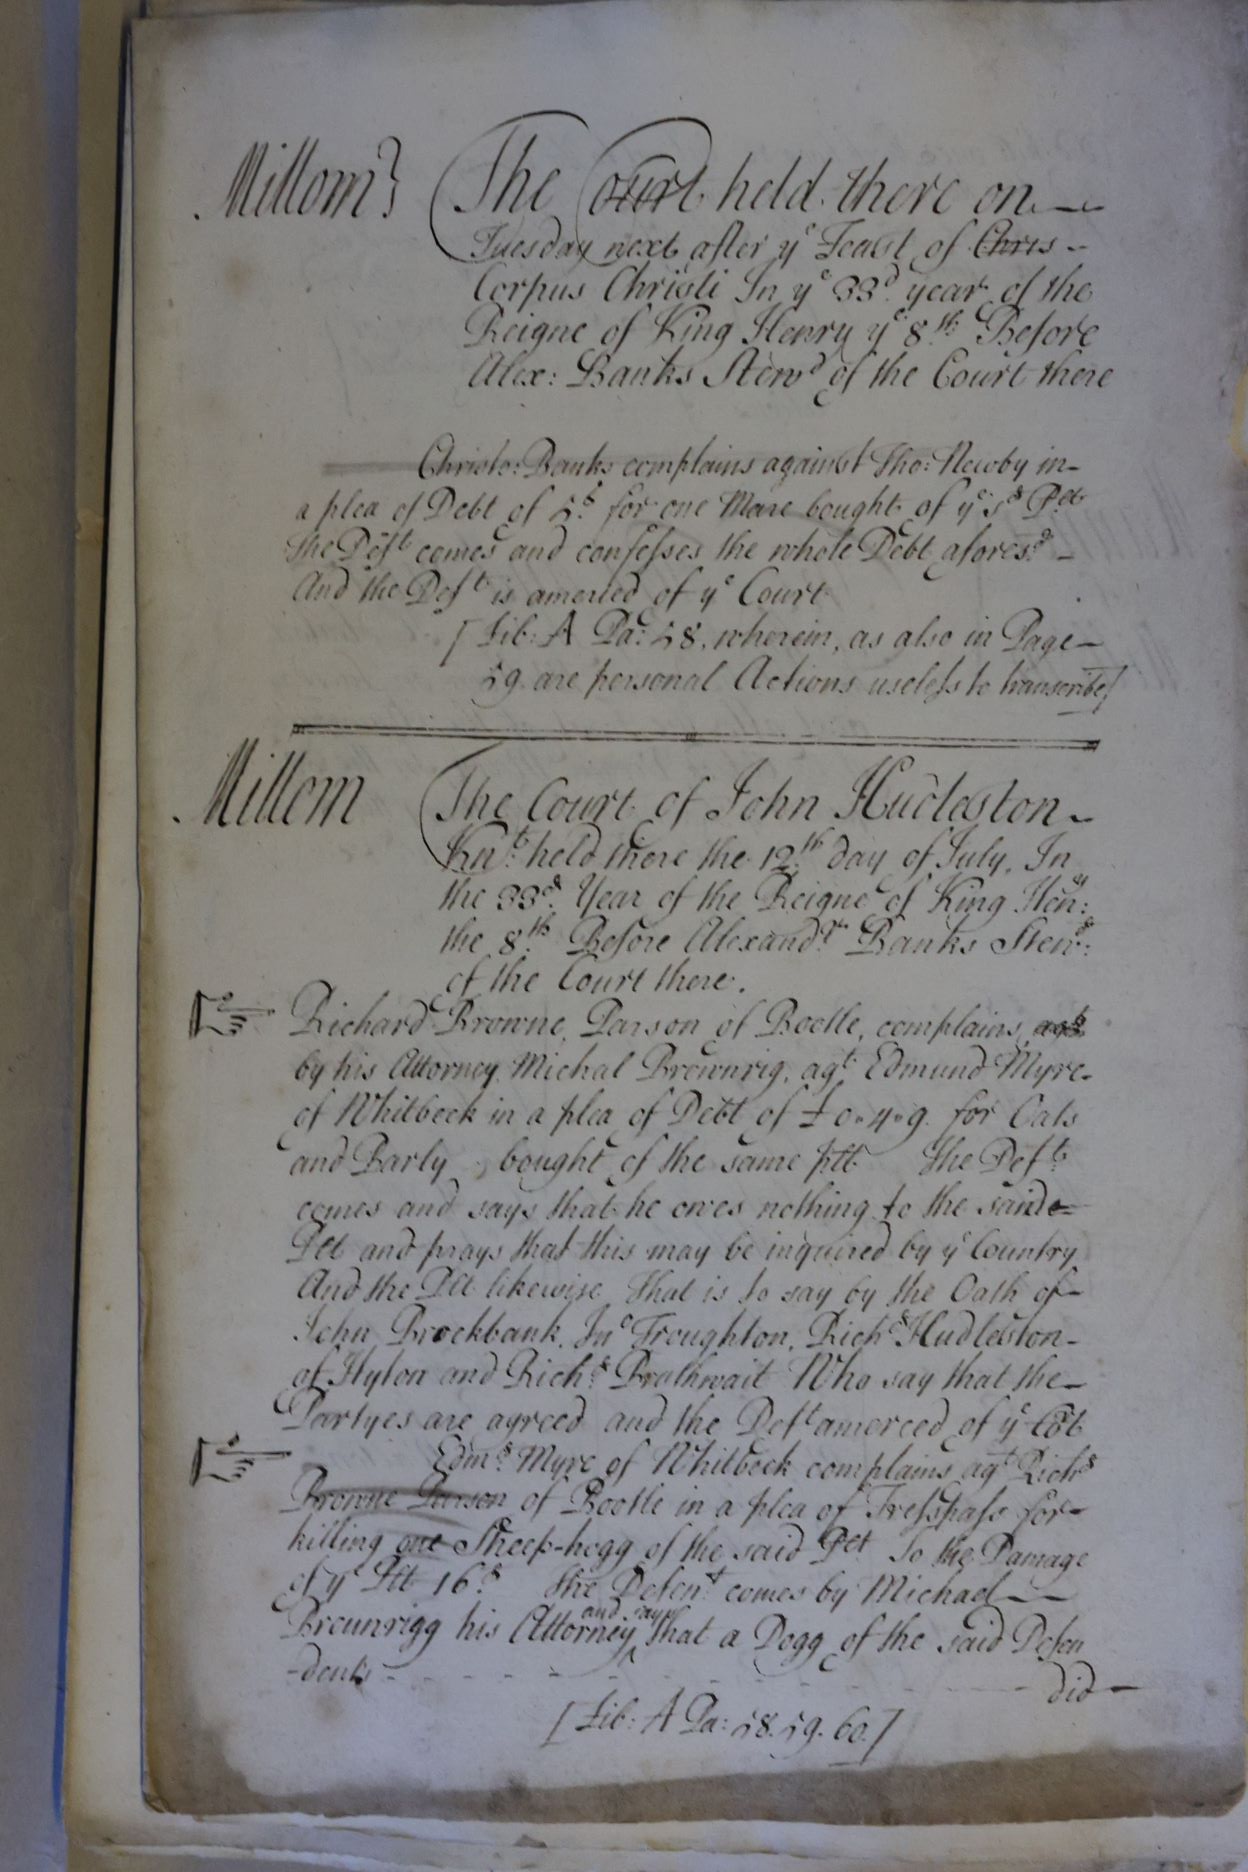 Millom} The Court held there on
Tuesday next after ye Feast of Chris
Corpus Christi In ye 33d year of the
Reigne of King Henry ye 8th Before
Alex: Banks Stewd of the Court there
Christo: Banks complains against Tho: Newby in
a plea of Debt of 5s for one Mare bought of ye sd Plt
The Deft comes and confesses the whole Debt aforesd
And the Deft is amerced of ye Court
[Lib: A Pa: 58, wherein, as also in Page
59 are personal Actions useless to transcribe]
Millom The Court of John Hudleston
Knt: held there the 12th day of July, In
the 33d Year of the Reigne of King Hen:y
the 8th Before Alexandr Banks Stewd:
of the Court there.
Richard Browne, Parson of Bootle, complains agt
by his Attorney Michal Brownrig, agt Edmund Myre
of Whitbeck in a plea of Debt of £0.4.9. for Oats
and Barly, bought of the same ptt The Deft
comes and says that he owes nothing to the said
Plt and prays that this may be inquired by ye Country
And the Plt likewise That is to say by the Oath of
John Brockbank, Jno Troughton, Richd Hudleston
of Hylon and Richd Brathwait Who say that the
Partyes are agreed and the Deft amerced of ye Cot
Edmd Myre of Whitbeck complains agt Richd
Browne Parson of Bootle in a plea of Tresspass for
killing one Sheep-hogg of the said Plt To the Damage
of ye Plt 16d The Defent comes by Michael
Brounrigg his Attorney and says that a Dogg of the said Defen
-dents - - - - - - - - did
[Lib: A Pa: 58. 59. 60.]